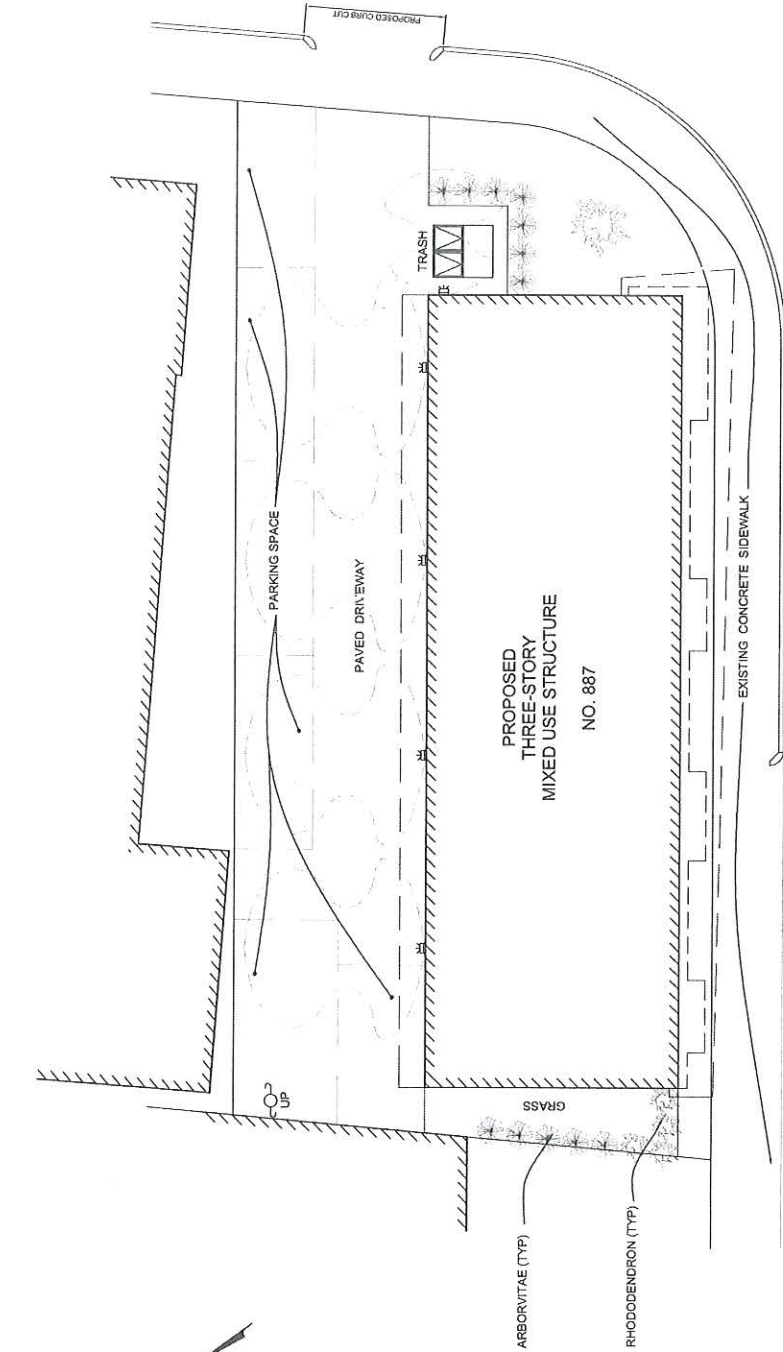 PROPOSED CURB CUT
TRASH
PARKING SPACE
PAVED DRIVEWAY
PROPOSED
THREE-STORY
MIXED USE STRUCTURE
NO. 887
EXISTING CONCRETE SIDEWALK
UP
GRASS
ARBORVITAE (TYP)
RHODODENDRON (TYP)